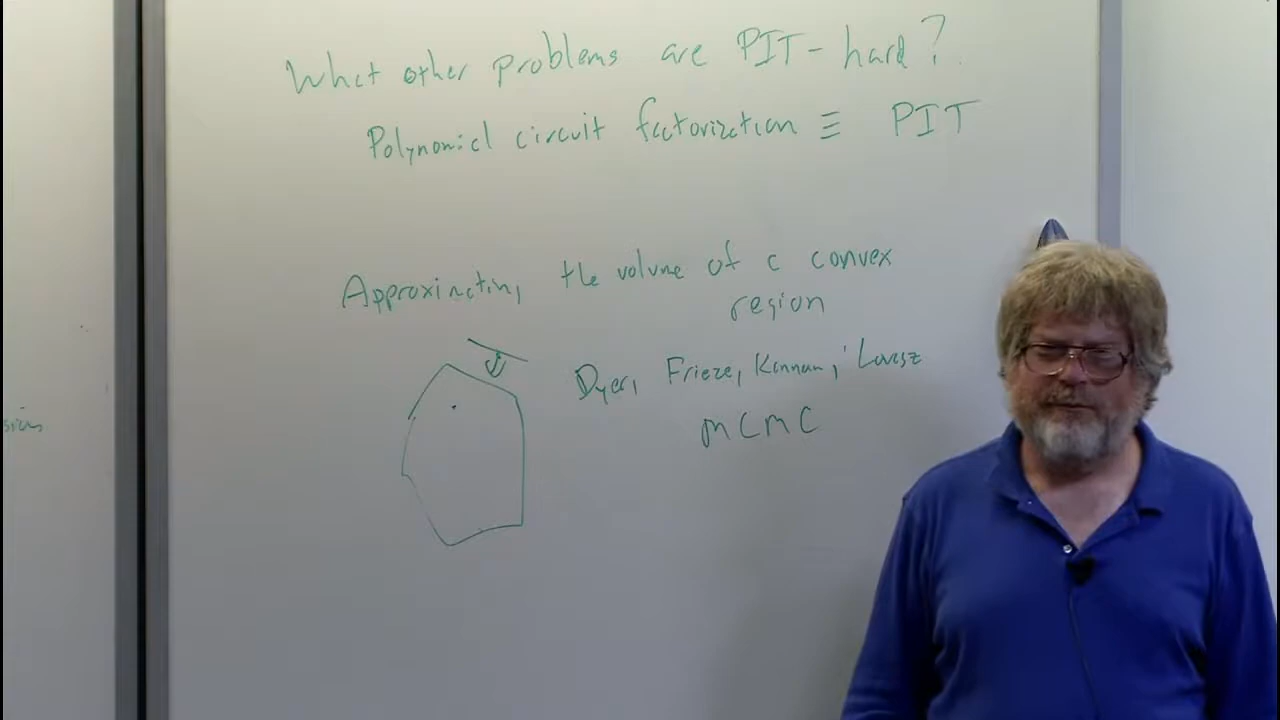 What other problems are PIT-hard?
Polynomial circuit factorization ≡ PIT
Approximating the volume of a convex
region
Dyer, Frieze, Kannan, Lovasz
MCMC